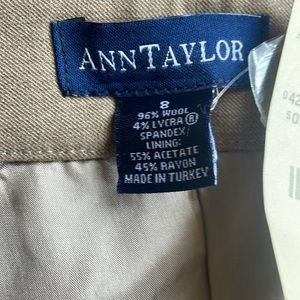 ANNTAYLOR
8
96% WOOL
4% LYCRA ®
SPANDEX
LINING:
55% ACETATE
45% RAYON
MADE IN TURKEY